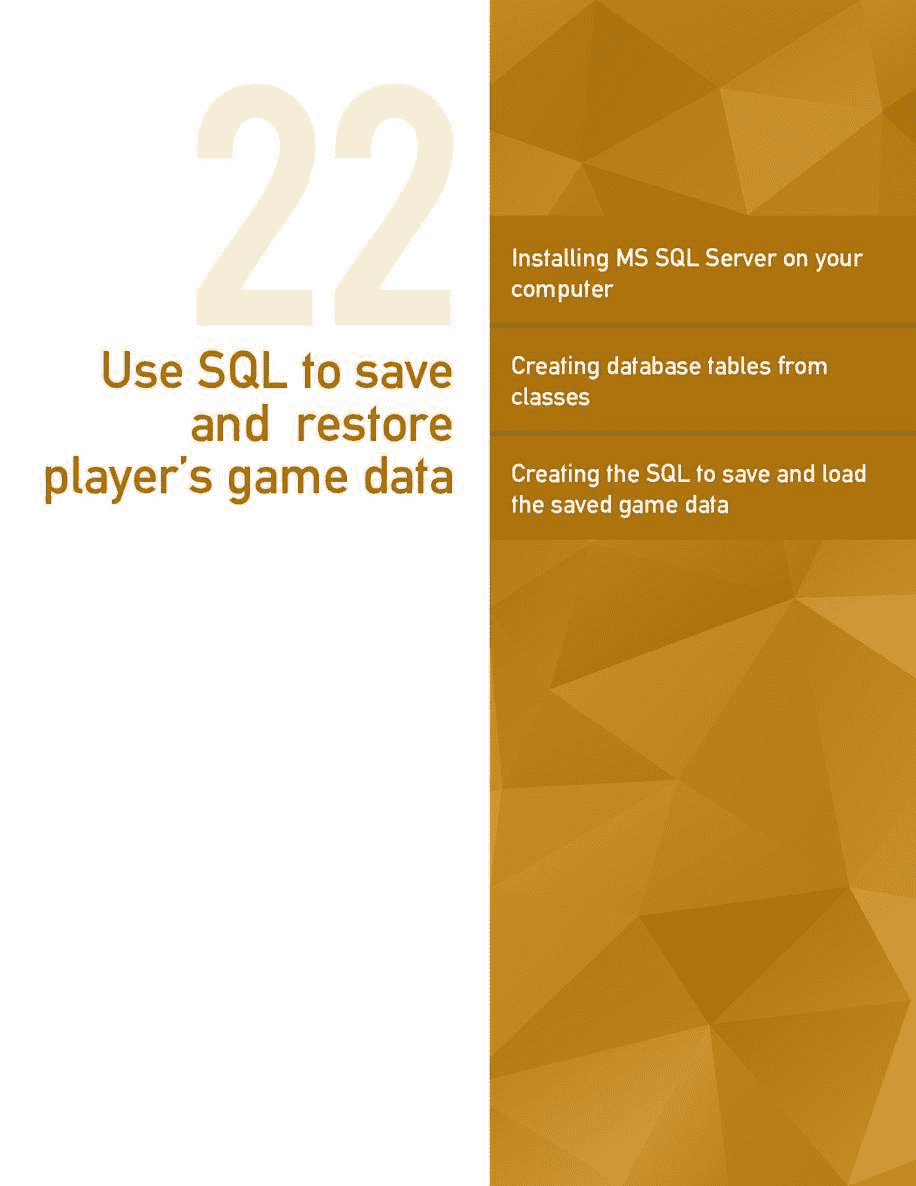 22
Use SQL to save
and restore
player's game data
Installing MS SQL Server on your
computer
Creating database tables from
classes
Creating the SQL to save and load
the saved game data